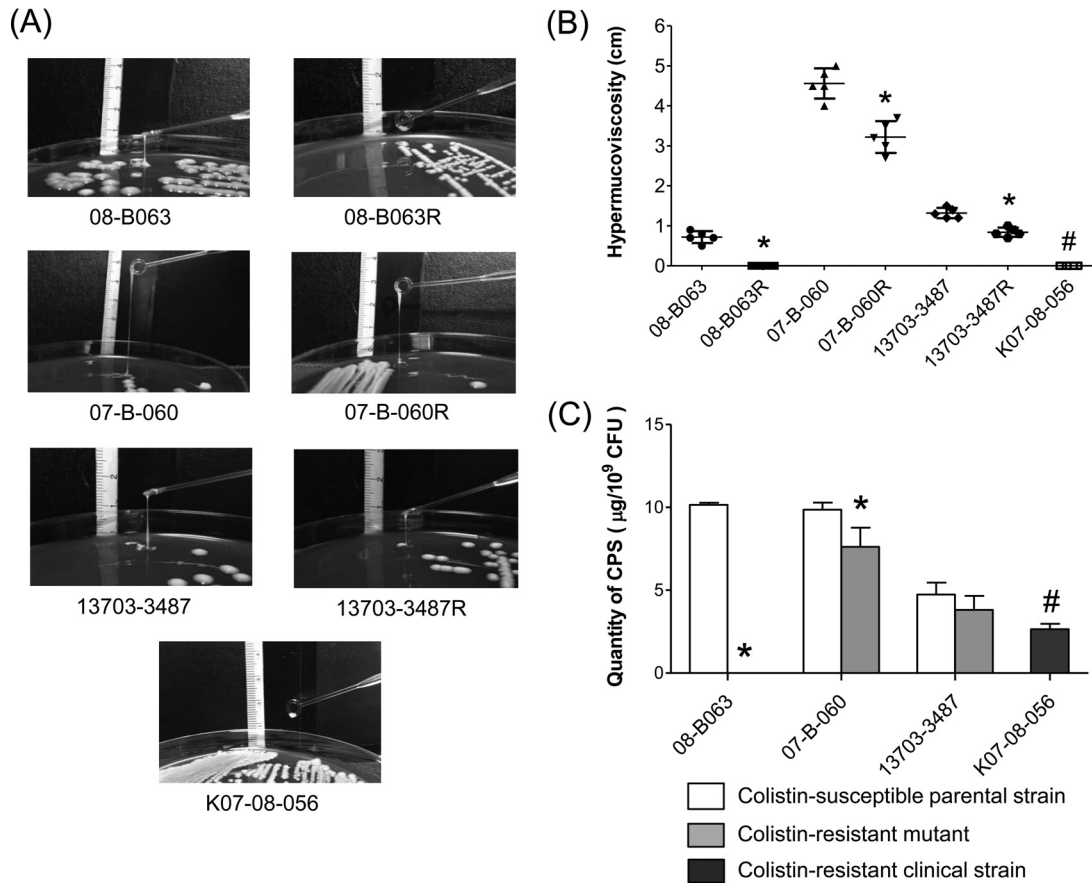 (A)
08-B063
08-B063R
07-B-060
07-B-060R
13703-3487
13703-3487R
K07-08-056
(B)
Hypermucoviscosity (cm)
6
5
4
3
2
1
0
*
*
*
#
08-B063
08-B063R
07-B-060
07-B-060R
13703-3487
13703-3487R
K07-08-056
(C)
Quantity of CPS ( μg/10⁹ CFU)
15
10
5
0
*
*
#
08-B063
07-B-060
13703-3487
K07-08-056
Colistin-susceptible parental strain
Colistin-resistant mutant
Colistin-resistant clinical strain